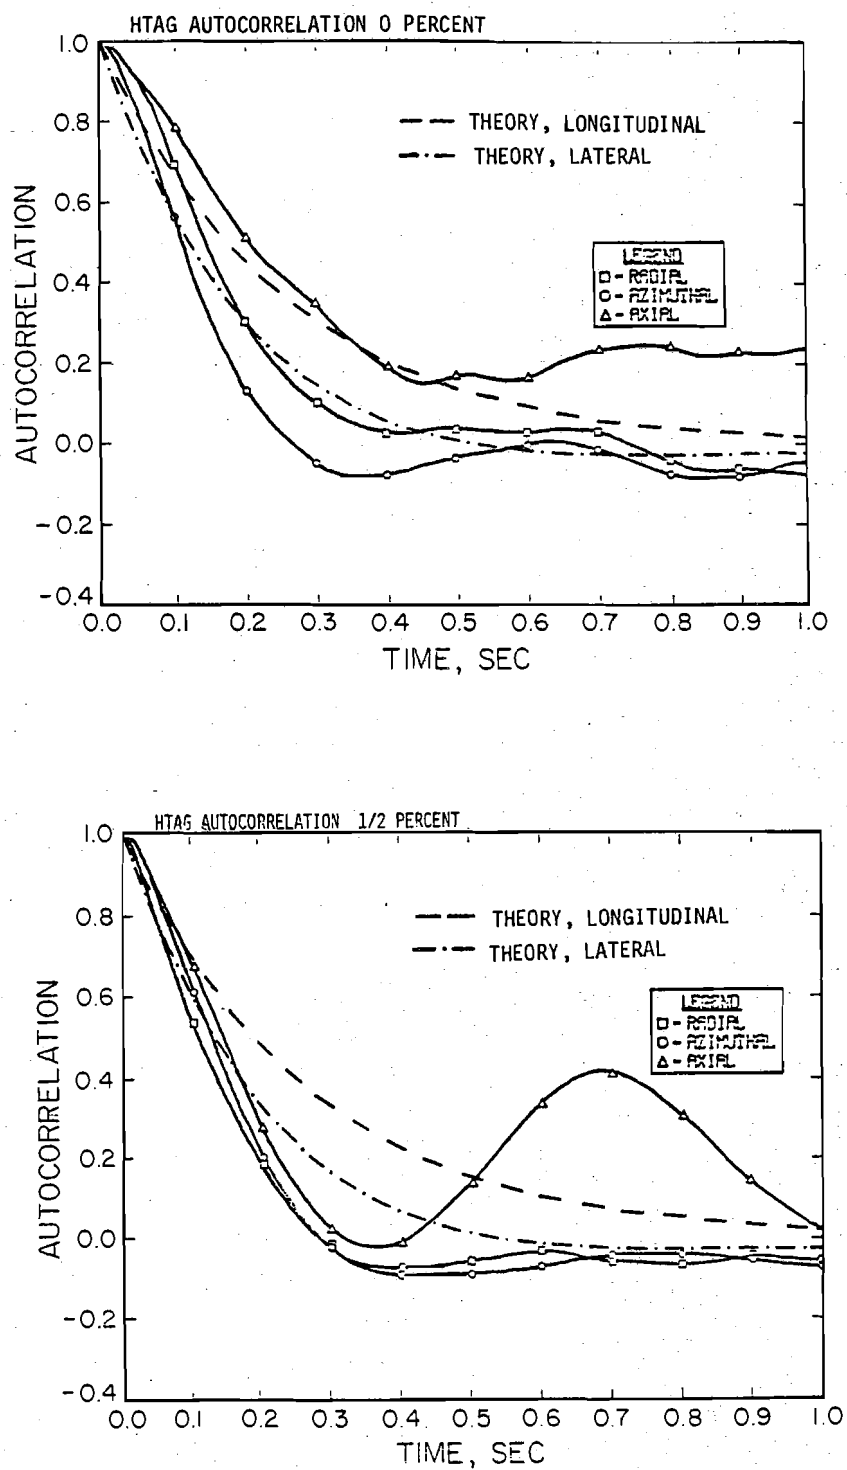 HTAG AUTOCORRELATION 0 PERCENT
1.0
0.8
0.6
0.4
0.2
0.0
-0.2
-0.4
AUTOCORRELATION
THEORY, LONGITUDINAL
THEORY, LATERAL
LEGEND
- RADIAL
- AZIMUTHAL
- AXIAL
0.0 0.1 0.2 0.3 0.4 0.5 0.6 0.7 0.8 0.9 1.0
TIME, SEC
HTAG AUTOCORRELATION 1/2 PERCENT
1.0
0.8
0.6
0.4
0.2
0.0
-0.2
-0.4
AUTOCORRELATION
THEORY, LONGITUDINAL
THEORY, LATERAL
LEGEND
- RADIAL
- AZIMUTHAL
- AXIAL
0.0 0.1 0.2 0.3 0.4 0.5 0.6 0.7 0.8 0.9 1.0
TIME, SEC